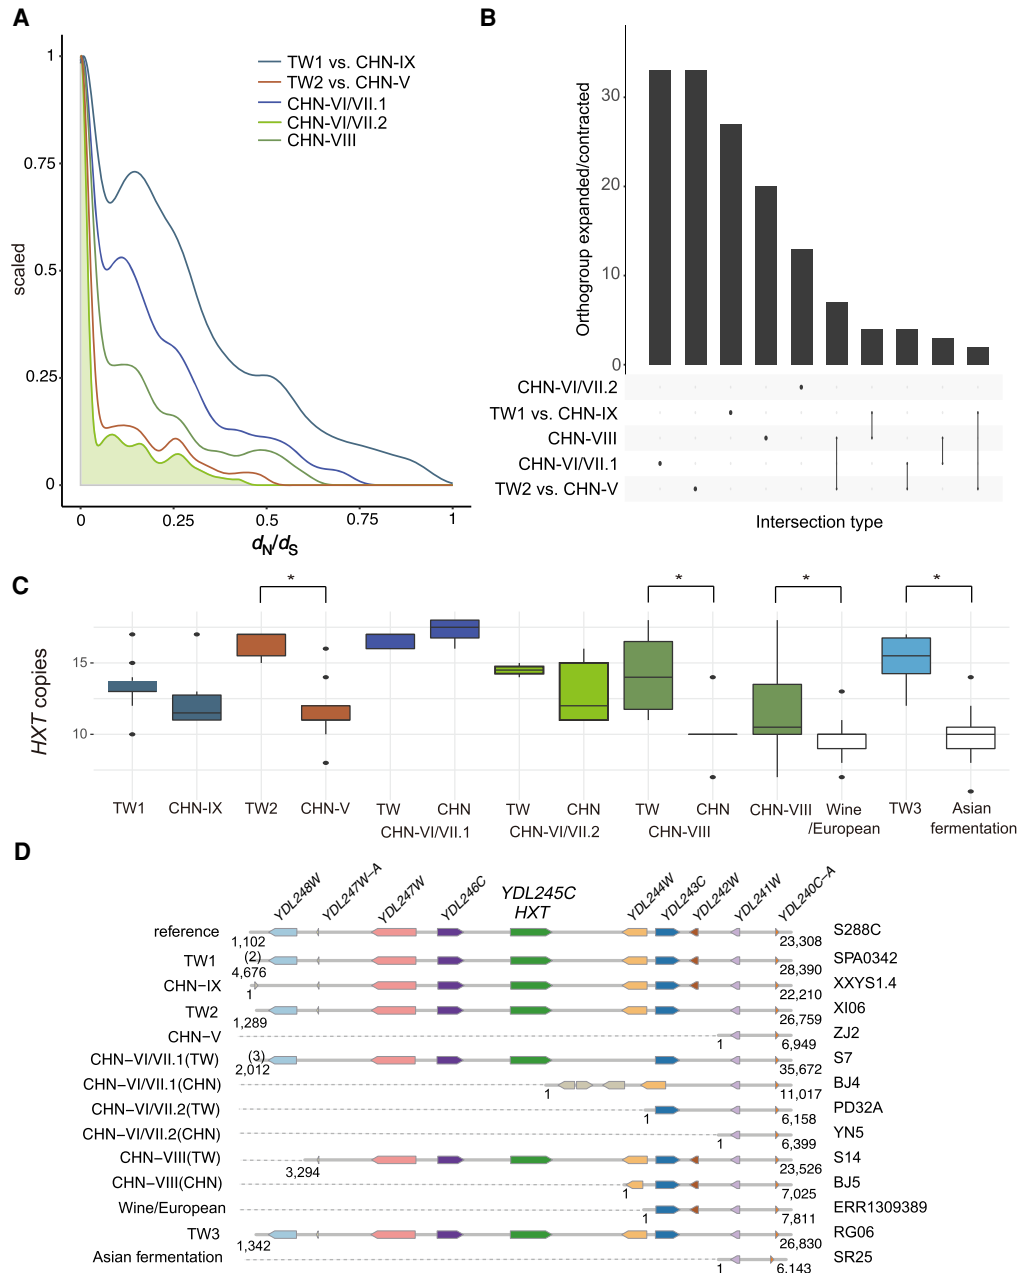 A
1
0.75
0.5
0.25
0
scaled
0
0.25
0.5
0.75
1
dN/dS
TW1 vs. CHN-IX
TW2 vs. CHN-V
CHN-VI/VII.1
CHN-VI/VII.2
CHN-VIII
B
Orthogroup expanded/contracted
30
20
10
0
CHN-VI/VII.2
TW1 vs. CHN-IX
CHN-VIII
CHN-VI/VII.1
TW2 vs. CHN-V
Intersection type
C
* * * *
HXT copies
15
10
TW1 CHN-IX TW2 CHN-V TW CHN TW CHN TW CHN CHN-VIII Wine /European TW3 Asian fermentation
CHN-VI/VII.1 CHN-VI/VII.2 CHN-VIII
D
YDL248W YDL247W-A YDL247W YDL246C YDL245C HXT YDL244W YDL243C YDL242W YDL241W YDL240C-A
reference 1,102 23,308 S288C
TW1 (2) 4,676 28,390 SPA0342
CHN-IX 1 22,210 XXYS1.4
TW2 1,289 26,759 XI06
CHN-V 1 6,949 ZJ2
CHN-VI/VII.1(TW) (3) 2,012 35,672 S7
CHN-VI/VII.1(CHN) 1 11,017 BJ4
CHN-VI/VII.2(TW) 1 6,158 PD32A
CHN-VI/VII.2(CHN) 1 6,399 YN5
CHN-VIII(TW) 3,294 23,526 S14
CHN-VIII(CHN) 1 7,025 BJ5
Wine/European 1 7,811 ERR1309389
TW3 1,342 26,830 RG06
Asian fermentation 1 6,143 SR25